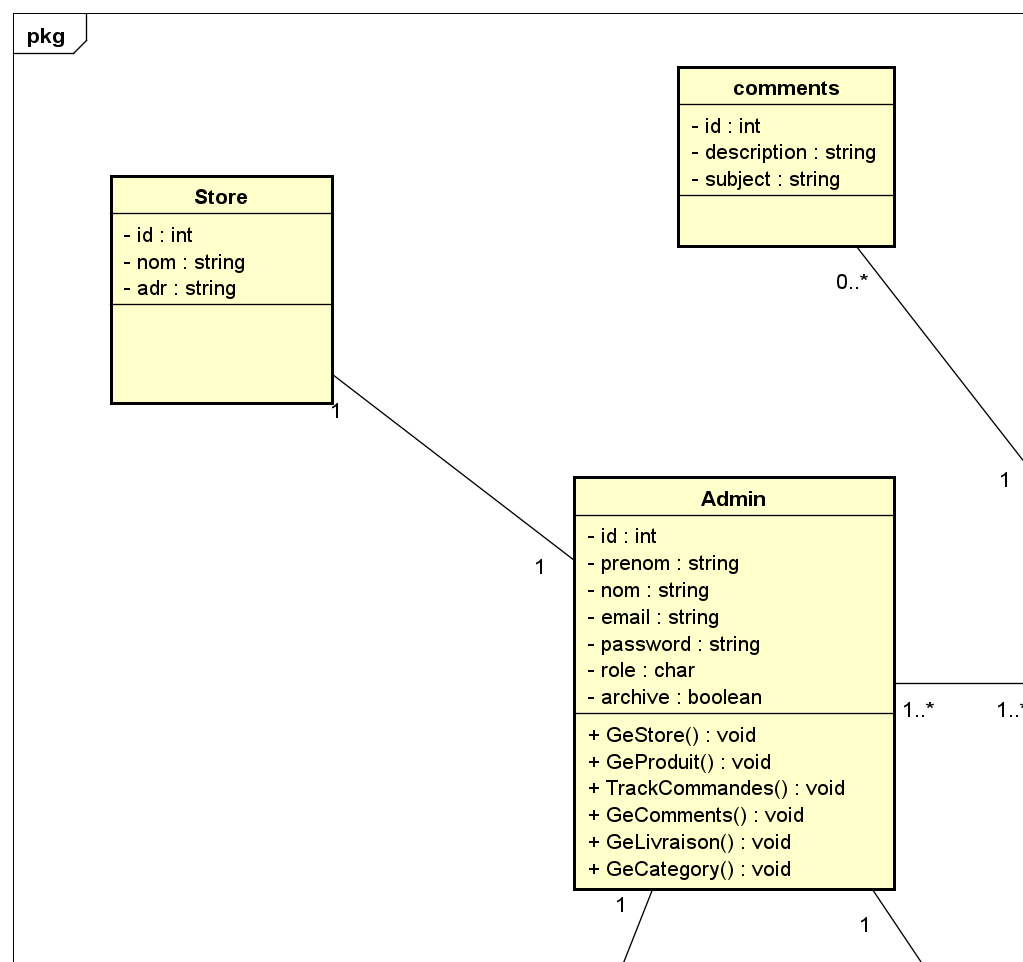 pkg
comments
- id : int
- description : string
- subject : string
0..*
1
Store
- id : int
- nom : string
- adr : string
1
1
Admin
- id : int
- prenom : string
- nom : string
- email : string
- password : string
- role : char
- archive : boolean
+ GeStore() : void
+ GeProduit() : void
+ TrackCommandes() : void
+ GeComments() : void
+ GeLivraison() : void
+ GeCategory() : void
1..*
1..*
1
1